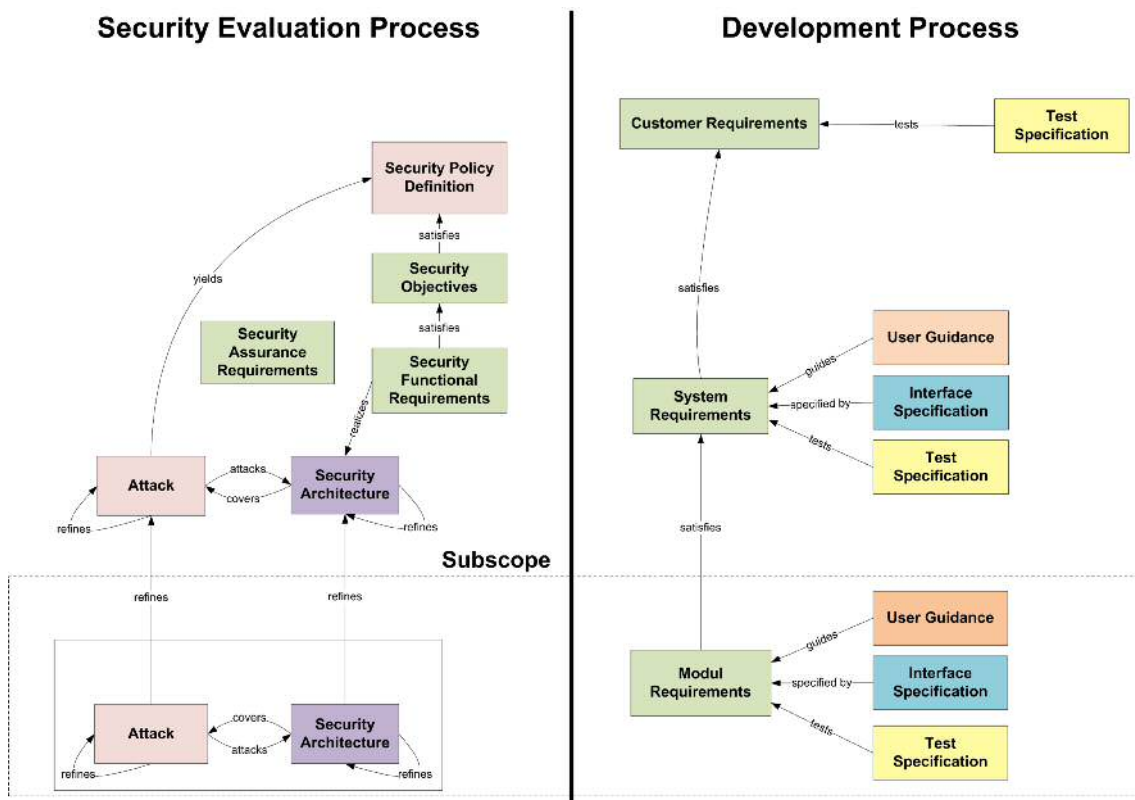 Security Evaluation Process
Development Process
Security Policy
Definition
satisfies
Security
Objectives
satisfies
Security
Functional
Requirements
Security
Assurance
Requirements
yields
realizes
Attack
attacks
covers
Security
Architecture
refines
refines
Subscope
refines
refines
Attack
covers
attacks
Security
Architecture
refines
refines
Customer Requirements
tests
Test
Specification
satisfies
System
Requirements
guides
User Guidance
specified by
Interface
Specification
tests
Test
Specification
satisfies
Modul
Requirements
guides
User Guidance
specified by
Interface
Specification
tests
Test
Specification